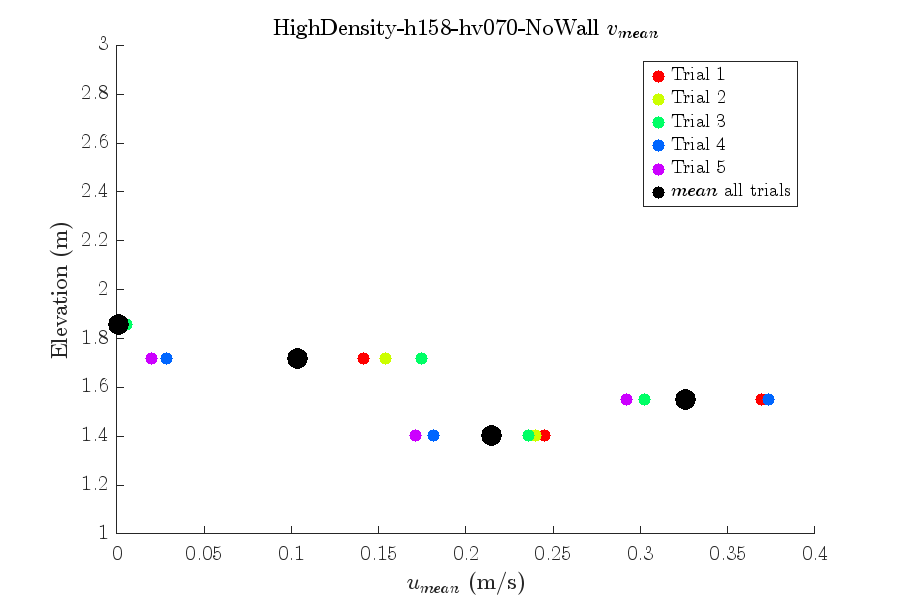 HighDensity-h158-hv070-NoWall v_mean
3
2.8
2.6
2.4
2.2
2
1.8
1.6
1.4
1.2
1
Elevation (m)
Trial 1
Trial 2
Trial 3
Trial 4
Trial 5
mean all trials
0 0.05 0.1 0.15 0.2 0.25 0.3 0.35 0.4
u_mean (m/s)